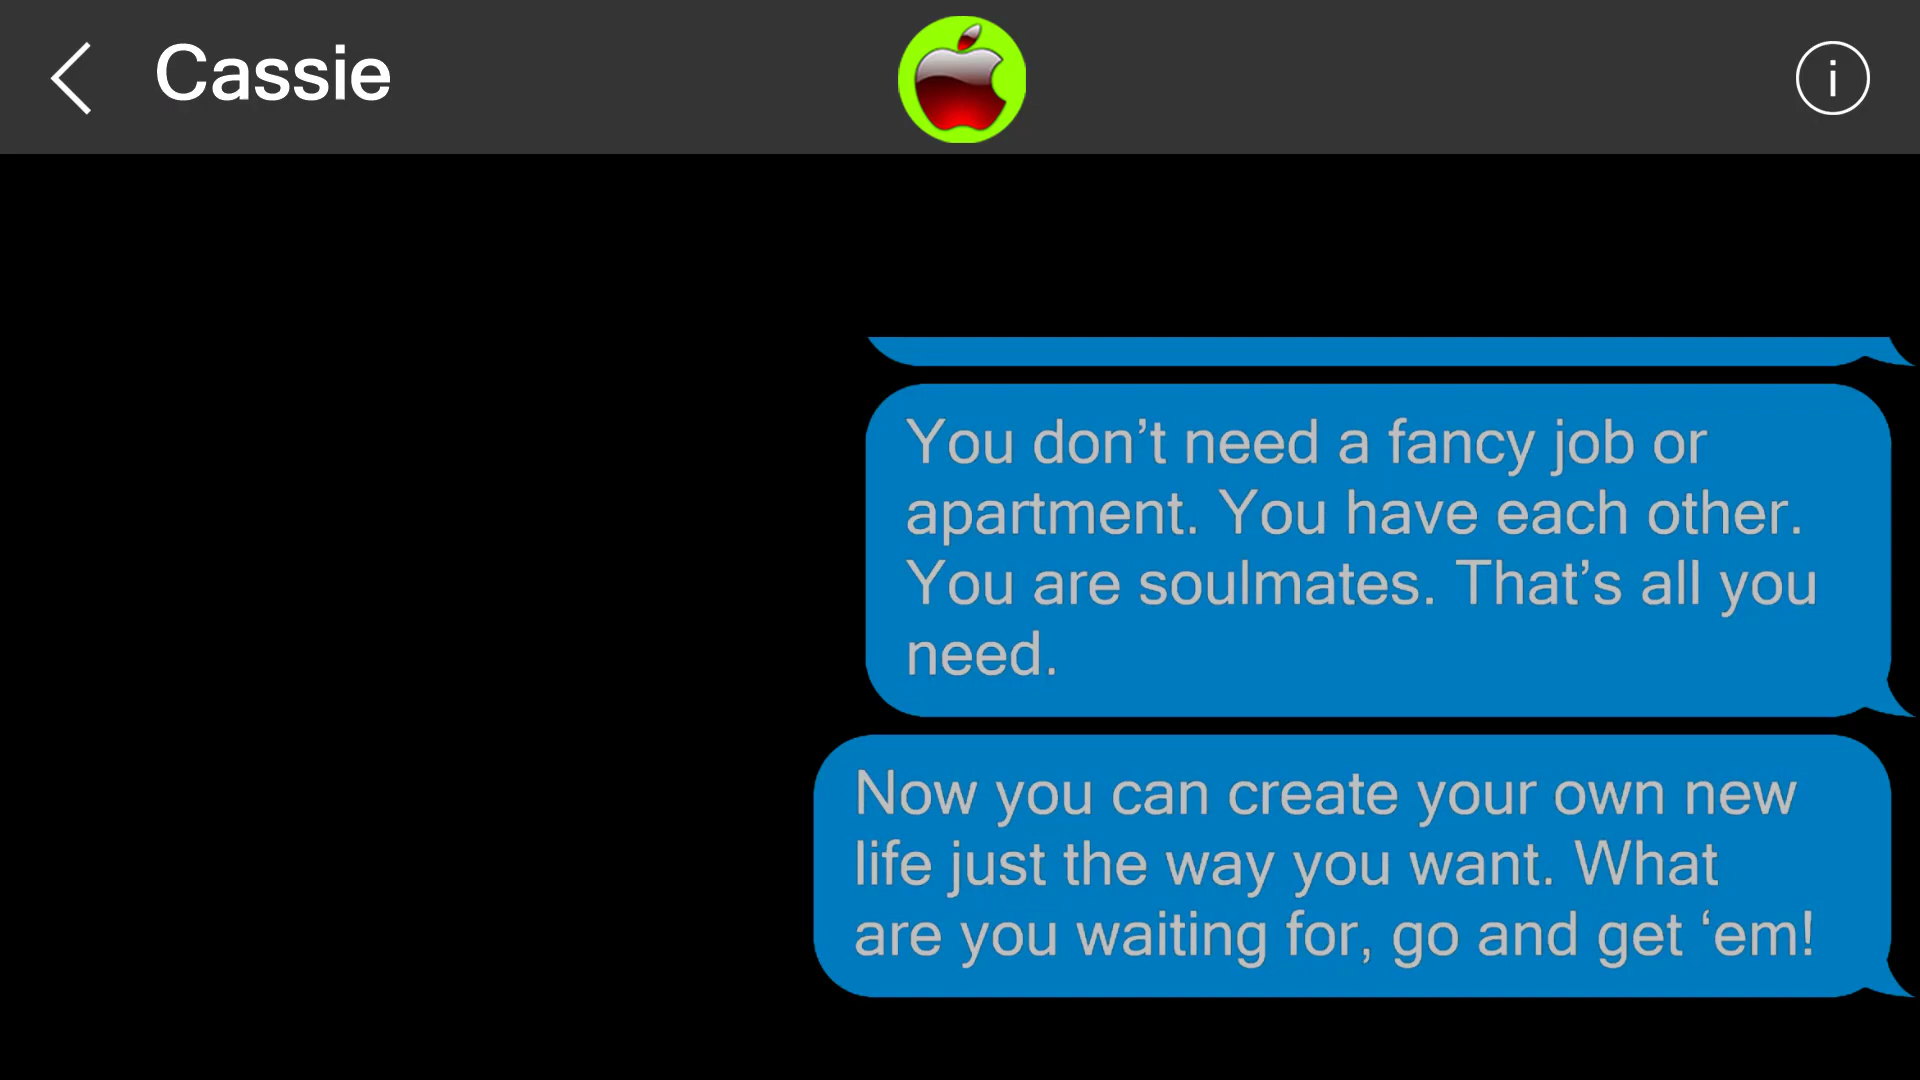 Cassie
i
You don’t need a fancy job or
apartment. You have each other.
You are soulmates. That’s all you
need.
Now you can create your own new
life just the way you want. What
are you waiting for, go and get ‘em!